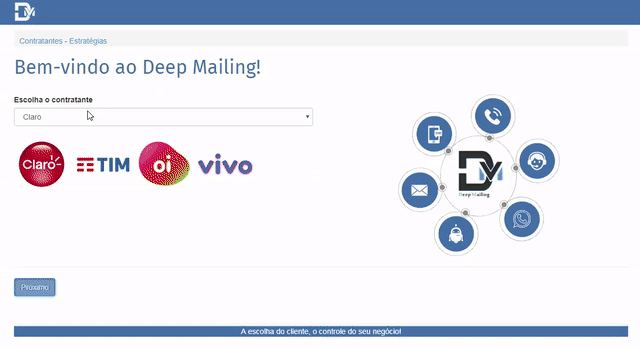 DM
Contratantes - Estratégias
Bem-vindo ao Deep Mailing!
Escolha o contratante
Claro
Claro
TIM
oi
vivo
DM
Deep Mailing
Próximo
A escolha do cliente, o controle do seu negócio!